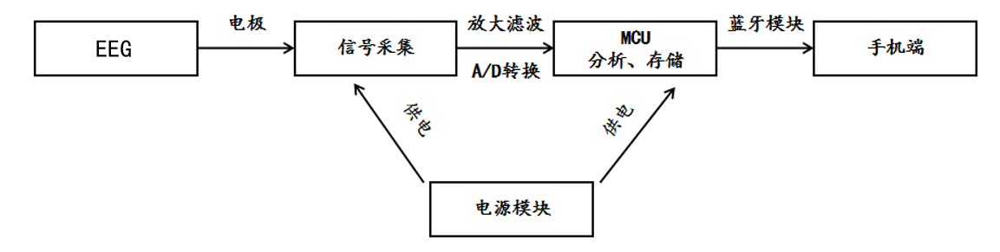 EEG
电极
信号采集
放大滤波
A/D转换
MCU
分析、存储
蓝牙模块
手机端
供电
供电
电源模块